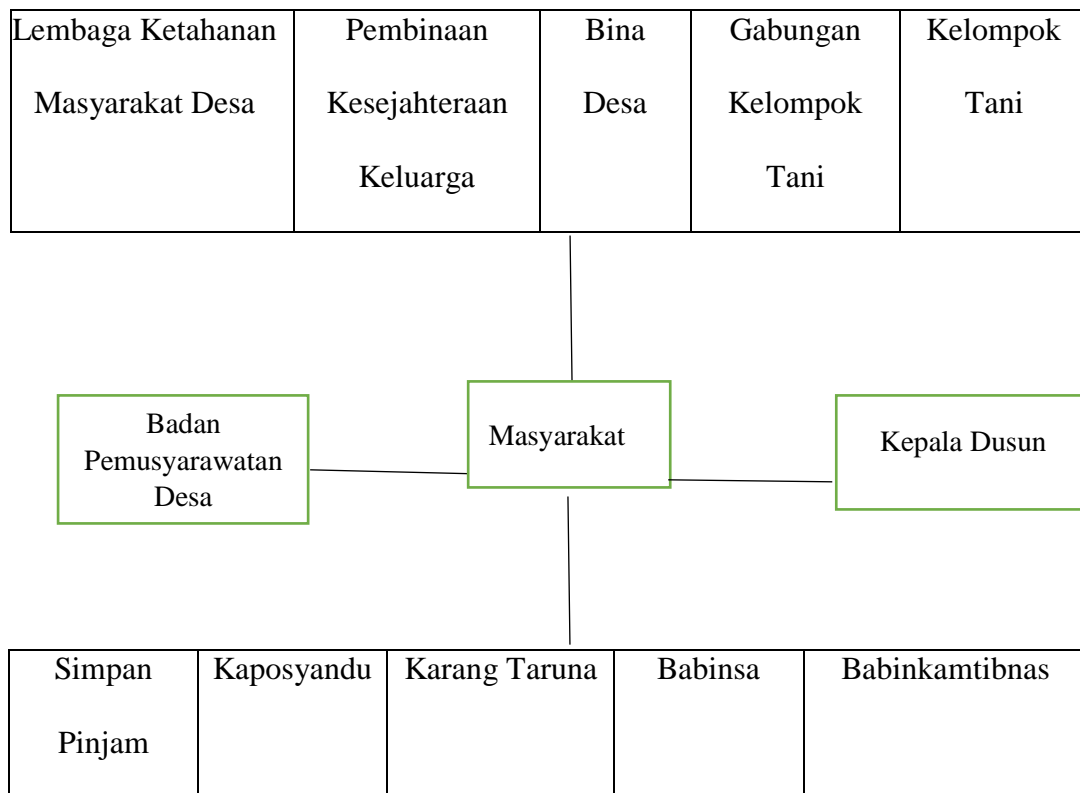 Lembaga Ketahanan
Masyarakat Desa
Pembinaan
Kesejahteraan
Keluarga
Bina
Desa
Gabungan
Kelompok
Tani
Kelompok
Tani
Badan
Pemusyarawatan
Desa
Masyarakat
Kepala Dusun
Simpan
Pinjam
Kaposyandu
Karang Taruna
Babinsa
Babinkamtibnas